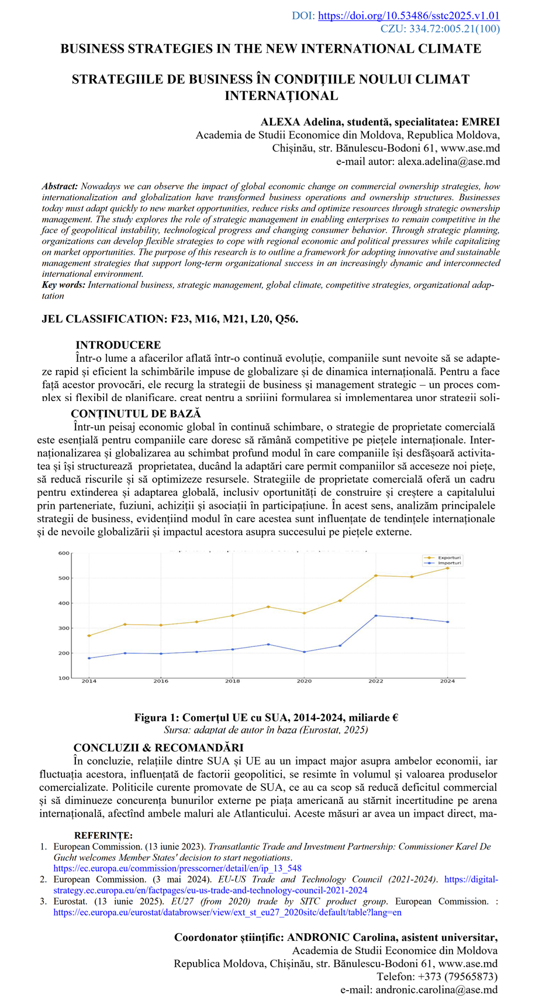 DOI: https://doi.org/10.53486/sstc2025.v1.01
CZU: 334.72:005.21(100)
BUSINESS STRATEGIES IN THE NEW INTERNATIONAL CLIMATE
STRATEGIILE DE BUSINESS ÎN CONDIŢIILE NOULUI CLIMAT
INTERNAŢIONAL
ALEXA Adelina, studentă, specialitatea: EMREI
Academia de Studii Economice din Moldova, Republica Moldova,
Chișinău, str. Bănulescu-Bodoni 61, www.ase.md
e-mail autor: alexa.adelina@ase.md
Abstract: Nowadays we can observe the impact of global economic change on commercial ownership strategies, how
internationalization and globalization have transformed business operations and ownership structures. Businesses
today must adapt quickly to new market opportunities, reduce risks and optimize resources through strategic ownership
management. The study explores the role of strategic management in enabling enterprises to remain competitive in the
face of geopolitical instability, technological progress and changing consumer behavior. Through strategic planning,
organizations can develop flexible strategies to cope with regional economic and political pressures while capitalizing
on market opportunities. The purpose of this research is to outline a framework for adopting innovative and sustainable
management strategies that support long-term organizational success in an increasingly dynamic and interconnected
international environment.
Key words: International business, strategic management, global climate, competitive strategies, organizational adap-
tation
JEL CLASSIFICATION: F23, M16, M21, L20, Q56.
INTRODUCERE
Într-o lume a afacerilor aflată într-o continuă evoluție, companiile sunt nevoite să se adapte-
ze rapid și eficient la schimbările impuse de globalizare și de dinamica internațională. Pentru a face
față acestor provocări, ele recurg la strategii de business și management strategic – un proces com-
plex și flexibil de planificare, creat pentru a sprijini formularea și implementarea unor strategii soli-
CONȚINUTUL DE BAZĂ
Într-un peisaj economic global în continuă schimbare, o strategie de proprietate comercială
este esențială pentru companiile care doresc să rămână competitive pe piețele internaționale. Inter-
naționalizarea și globalizarea au schimbat profund modul în care companiile își desfășoară activita-
tea și își structurează proprietatea, ducând la adaptări care permit companiilor să acceseze noi piețe,
să reducă riscurile și să optimizeze resursele. Strategiile de proprietate comercială oferă un cadru
pentru extinderea și adaptarea globală, inclusiv oportunități de construire și creștere a capitalului
prin parteneriate, fuziuni, achiziții și asociații în participațiune. În acest sens, analizăm principalele
strategii de business, evidențiind modul în care acestea sunt influențate de tendințele internaționale
și de nevoile globalizării și impactul acestora asupra succesului pe piețele externe.
600
Exporturi
Importuri
500
400
300
200
100
2014 2016 2018 2020 2022 2024
Figura 1: Comerțul UE cu SUA, 2014-2024, miliarde €
Sursa: adaptat de autor în baza (Eurostat, 2025)
CONCLUZII & RECOMANDĂRI
În concluzie, relațiile dintre SUA și UE au un impact major asupra ambelor economii, iar
fluctuația acestora, influențată de factorii geopolitici, se resimte în volumul și valoarea produselor
comercializate. Politicile curente promovate de SUA, ce au ca scop să reducă deficitul commercial
și să diminueze concurența bunurilor externe pe piața americană au stărnit incertitudine pe arena
internațională, afectînd ambele maluri ale Atlanticului. Aceste măsuri ar avea un impact direct, ma-
REFERINȚE:
1. European Commission. (13 iunie 2023). Transatlantic Trade and Investment Partnership: Commissioner Karel De
Gucht welcomes Member States' decision to start negotiations.
https://ec.europa.eu/commission/presscorner/detail/en/ip_13_548
2. European Commission. (3 mai 2024). EU-US Trade and Technology Council (2021-2024). https://digital-
strategy.ec.europa.eu/en/factpages/eu-us-trade-and-technology-council-2021-2024
3. Eurostat. (13 iunie 2025). EU27 (from 2020) trade by SITC product group. European Commission. :
https://ec.europa.eu/eurostat/databrowser/view/ext_st_eu27_2020sitc/default/table?lang=en
Coordonator științific: ANDRONIC Carolina, asistent universitar,
Academia de Studii Economice din Moldova
Republica Moldova, Chișinău, str. Bănulescu-Bodoni 61, www.ase.md
Telefon: +373 (79565873)
e-mail: andronic.carolina@ase.md